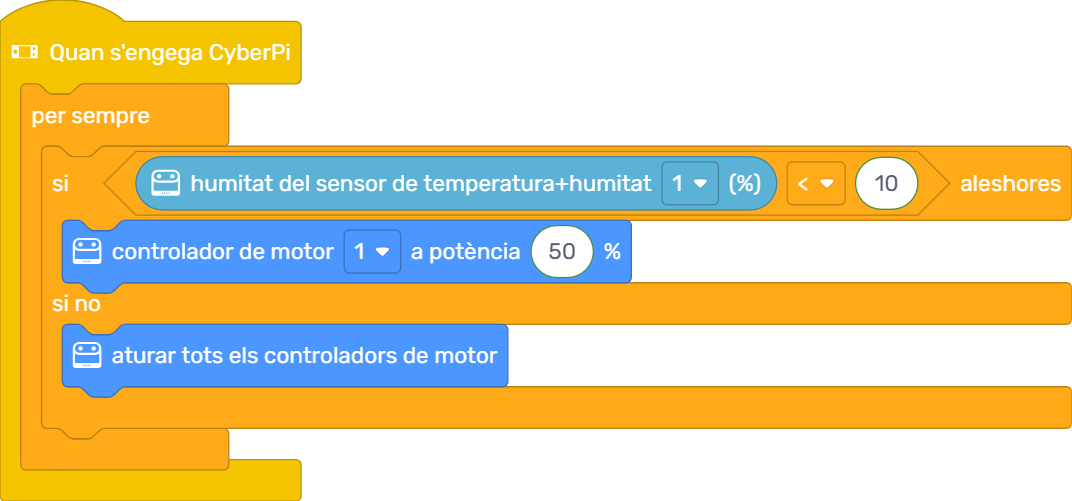 Quan s'engega CyberPi
per sempre
si humitat del sensor de temperatura+humitat 1 (%) < 10 aleshores
controlador de motor 1 a potència 50 %
si no
aturar tots els controladors de motor